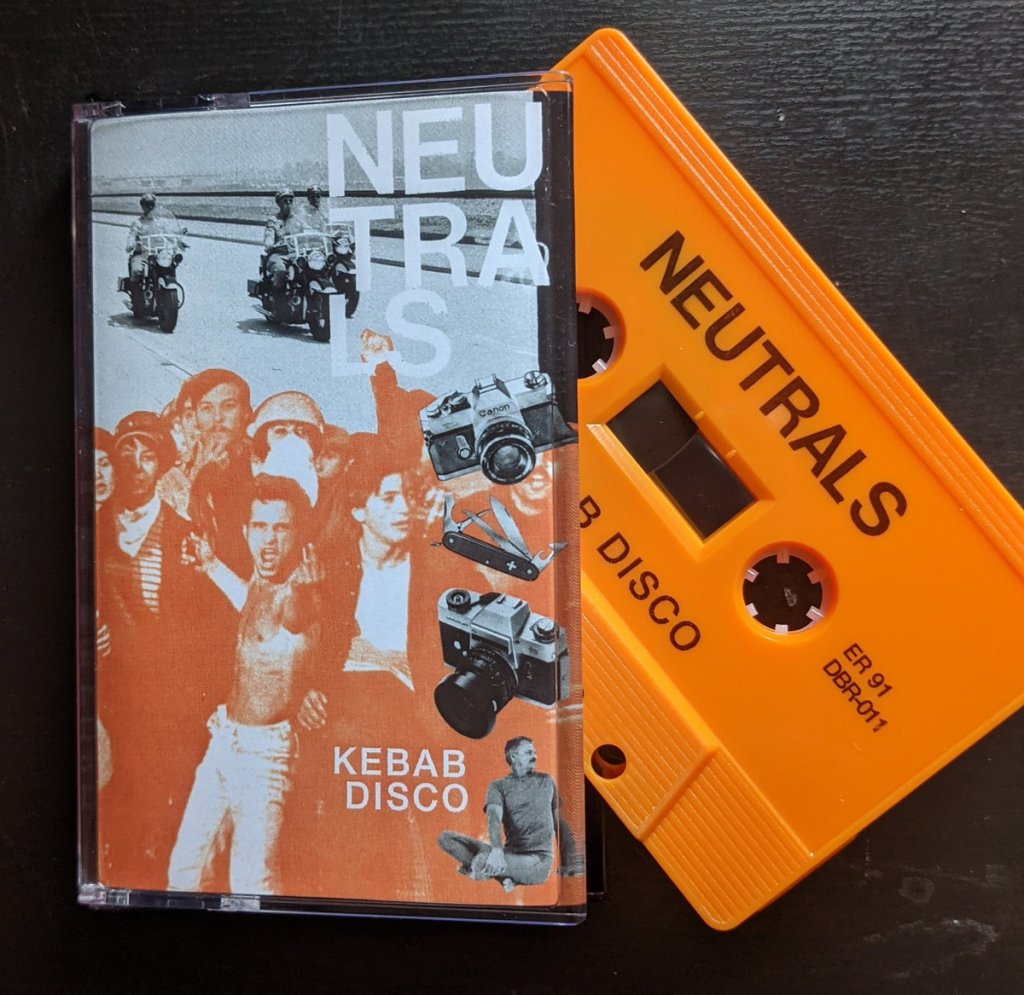 NEU
TRA
LS
Canon
KEBAB
DISCO
NEUTRALS
B DISCO
ER 91
DBR-011